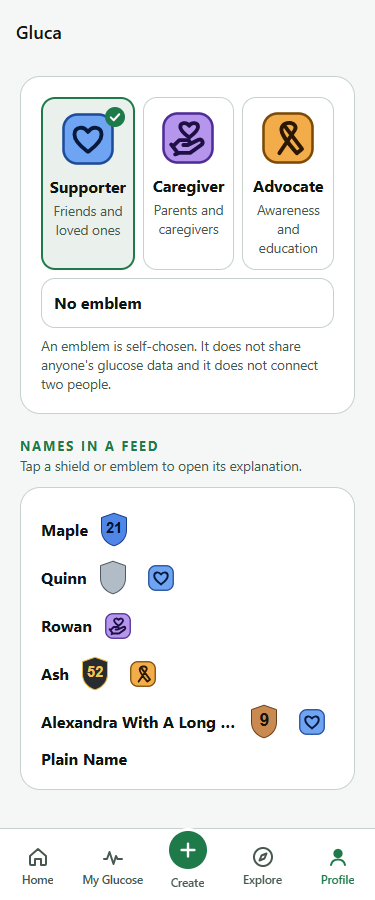 Gluca
Supporter
Friends and
loved ones
Caregiver
Parents and
caregivers
Advocate
Awareness
and
education
No emblem
An emblem is self-chosen. It does not share
anyone's glucose data and it does not connect
two people.
NAMES IN A FEED
Tap a shield or emblem to open its explanation.
Maple 21
Quinn
Rowan
Ash 52
Alexandra With A Long ... 9
Plain Name
Home My Glucose Create Explore Profile